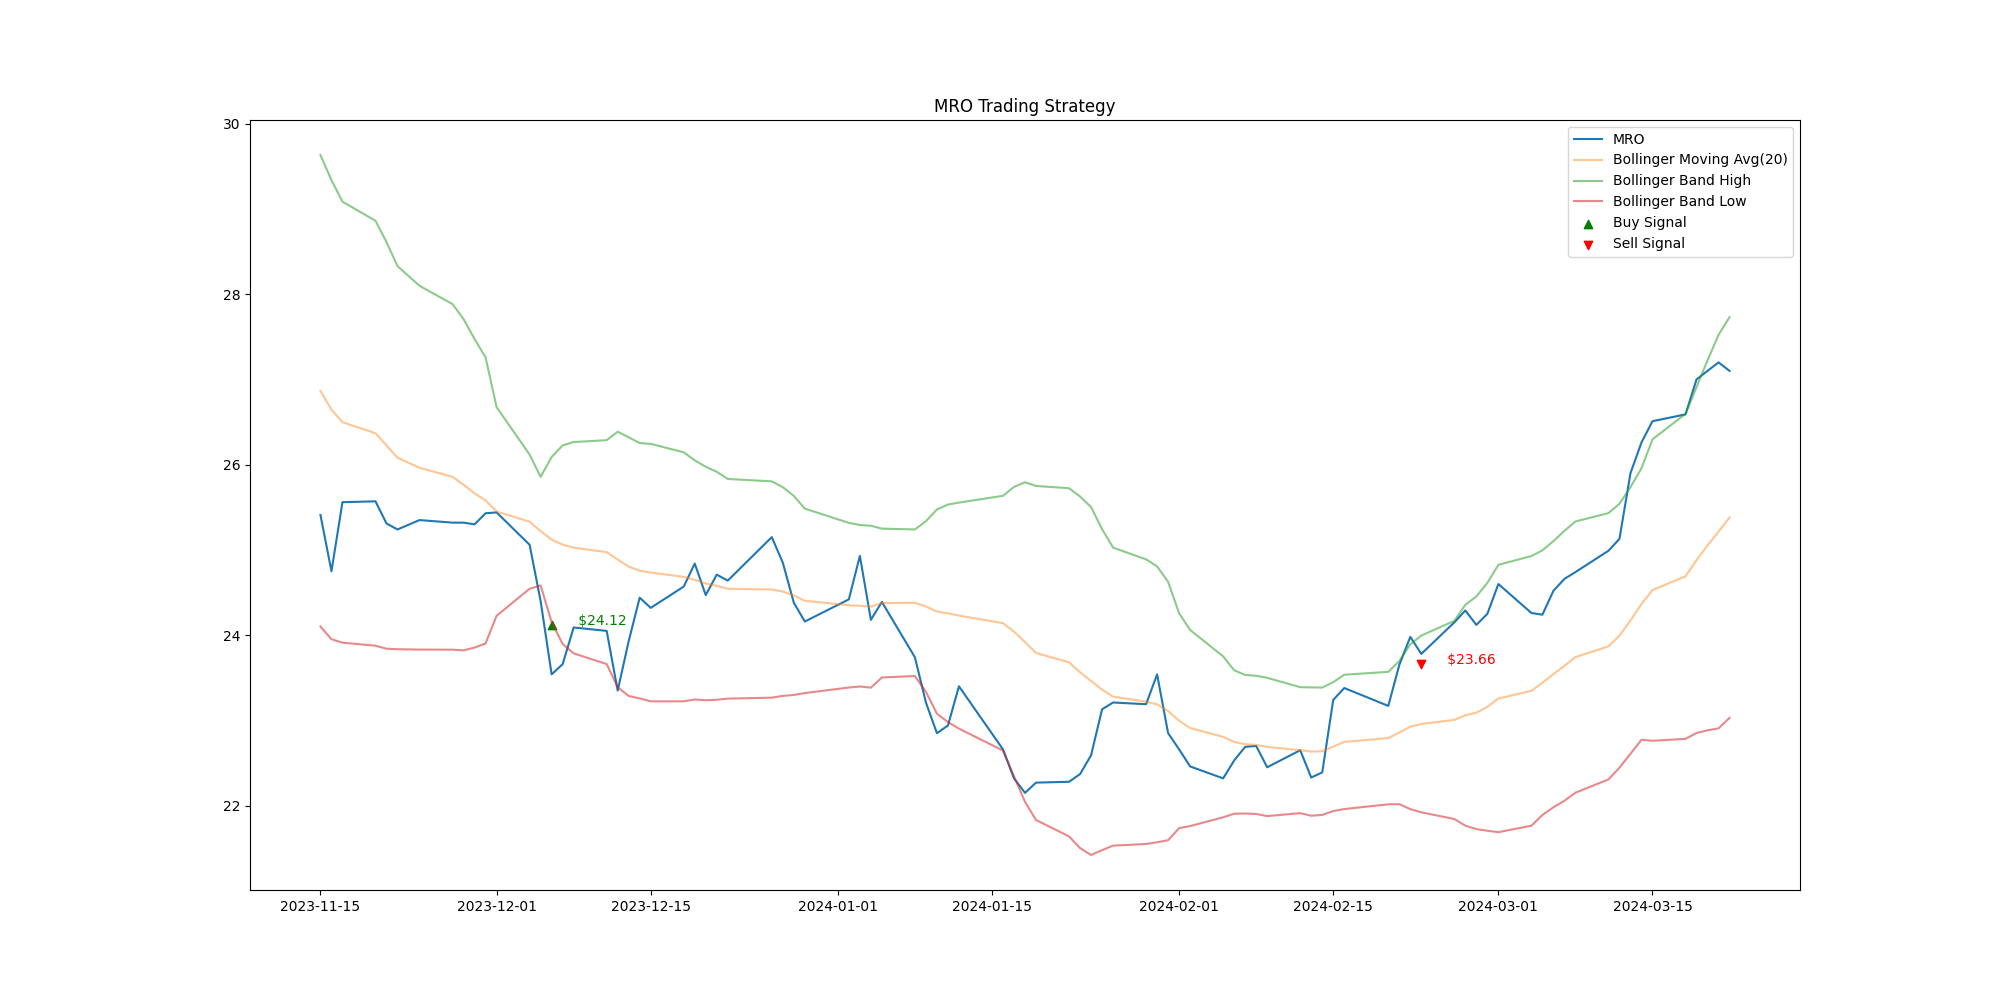 MRO Trading Strategy
30
28
26
24
22
MRO
Bollinger Moving Avg(20)
Bollinger Band High
Bollinger Band Low
Buy Signal
Sell Signal
$24.12
$23.66
2023-11-15
2023-12-01
2023-12-15
2024-01-01
2024-01-15
2024-02-01
2024-02-15
2024-03-01
2024-03-15